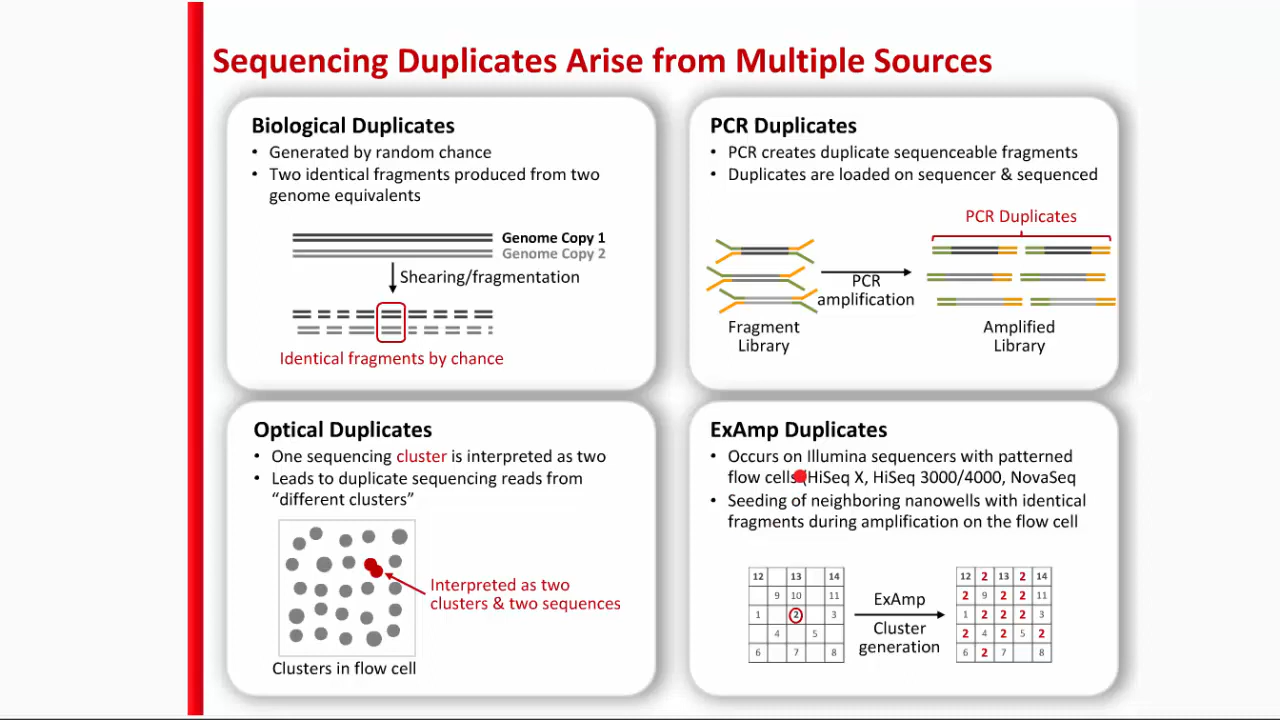 Sequencing Duplicates Arise from Multiple Sources
Biological Duplicates
• Generated by random chance
• Two identical fragments produced from two
genome equivalents
Genome Copy 1
Genome Copy 2
Shearing/fragmentation
Identical fragments by chance
PCR Duplicates
• PCR creates duplicate sequenceable fragments
• Duplicates are loaded on sequencer & sequenced
PCR Duplicates
PCR
amplification
Fragment
Library
Amplified
Library
Optical Duplicates
• One sequencing cluster is interpreted as two
• Leads to duplicate sequencing reads from
“different clusters”
Interpreted as two
clusters & two sequences
Clusters in flow cell
ExAmp Duplicates
• Occurs on Illumina sequencers with patterned
flow cells (HiSeq X, HiSeq 3000/4000, NovaSeq
• Seeding of neighboring nanowells with identical
fragments during amplification on the flow cell
12 13 14
9 10 11
1 2 3
4 5
6 7 8
ExAmp
Cluster
generation
12 2 13 2 14
2 9 2 2 11
1 2 2 2 3
2 4 2 5 2
6 2 7 8